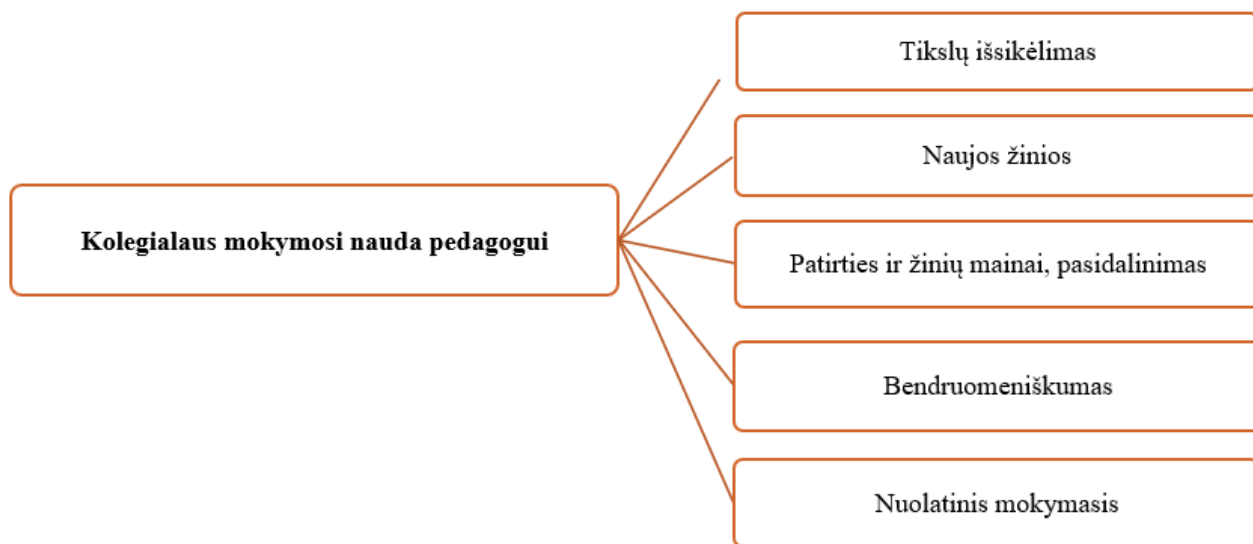 Tikslų išsikėlimas
Naujos žinios
Kolegialaus mokymosi nauda pedagogui
Patirties ir žinių mainai, pasidalinimas
Bendruomeniškumas
Nuolatinis mokymasis